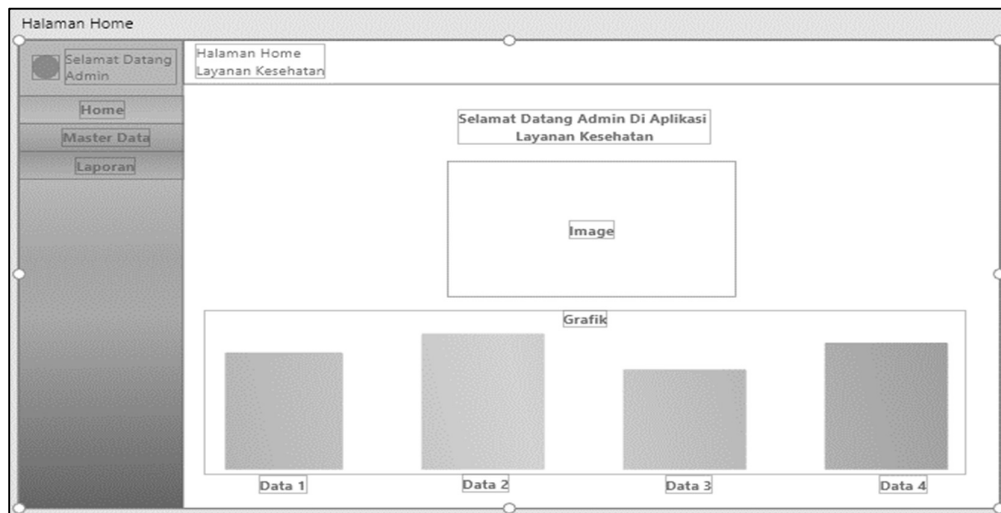 Halaman Home
Selamat Datang
Admin
Home
Master Data
Laporan
Halaman Home
Layanan Kesehatan
Selamat Datang Admin Di Aplikasi
Layanan Kesehatan
Image
Grafik
Data 1
Data 2
Data 3
Data 4